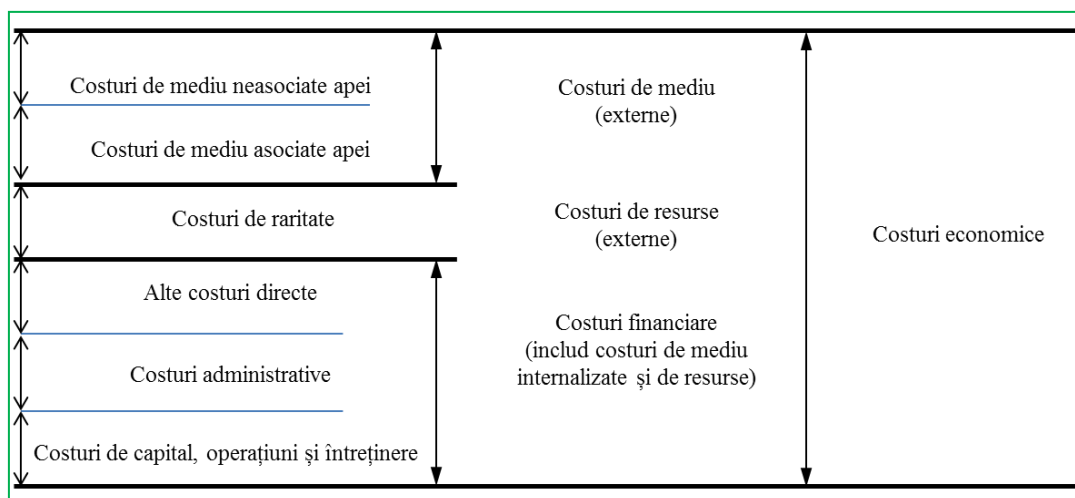 Costuri de mediu neasociate apei
Costuri de mediu asociate apei
Costuri de raritate
Alte costuri directe
Costuri administrative
Costuri de capital, operațiuni și întreținere
Costuri de mediu
(externe)
Costuri de resurse
(externe)
Costuri financiare
(includ costuri de mediu
internalizate și de resurse)
Costuri economice